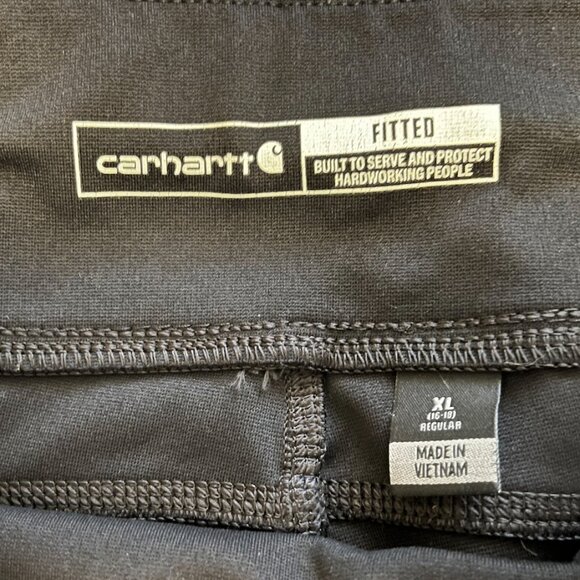 carhartt
FITTED
BUILT TO SERVE AND PROTECT
HARDWORKING PEOPLE
XL
(16-18)
REGULAR
MADE IN
VIETNAM